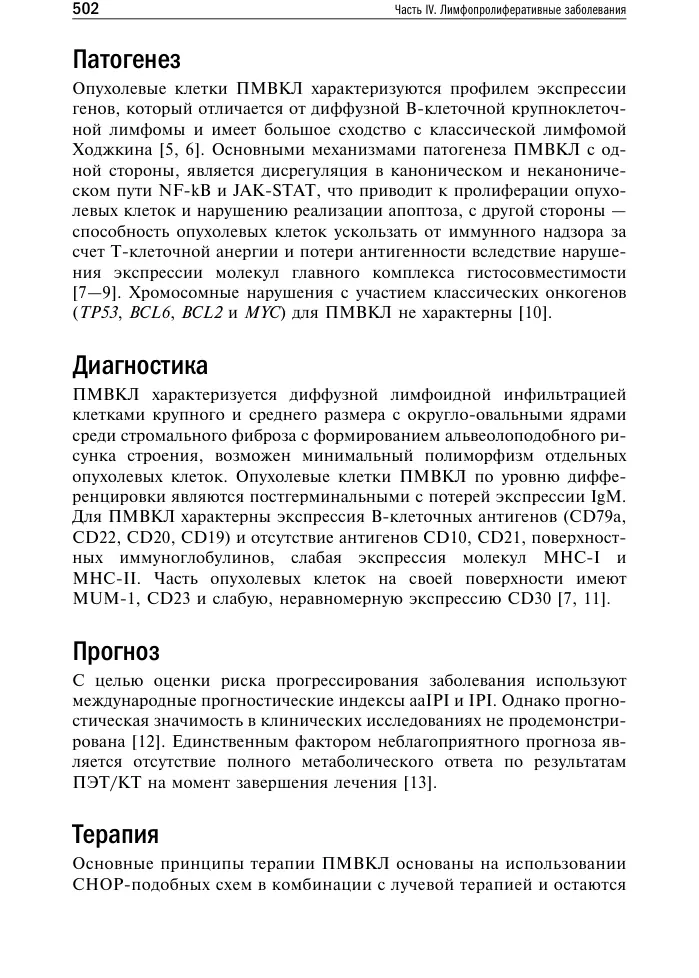 502
Часть IV. Лимфопролиферативные заболевания
Патогенез
Опухолевые клетки ПМВКЛ характеризуются профилем экспрессии
генов, который отличается от диффузной В-клеточной крупноклеточ-
ной лимфомы и имеет большое сходство с классической лимфомой
Ходжкина [5, 6]. Основными механизмами патогенеза ПМВКЛ с од-
ной стороны, является дисрегуляция в каноническом и неканониче-
ском пути NF-kB и JAK-STAT, что приводит к пролиферации опухо-
левых клеток и нарушению реализации апоптоза, с другой стороны —
способность опухолевых клеток ускользать от иммунного надзора за
счет Т-клеточной анергии и потери антигенности вследствие наруше-
ния экспрессии молекул главного комплекса гистосовместимости
[7—9]. Хромосомные нарушения с участием классических онкогенов
(TP53, BCL6, BCL2 и MYC) для ПМВКЛ не характерны [10].
Диагностика
ПМВКЛ характеризуется диффузной лимфоидной инфильтрацией
клетками крупного и среднего размера с округло-овальными ядрами
среди стромального фиброза с формированием альвеолоподобного ри-
сунка строения, возможен минимальный полиморфизм отдельных
опухолевых клеток. Опухолевые клетки ПМВКЛ по уровню диффе-
ренцировки являются постгерминальными с потерей экспрессии IgM.
Для ПМВКЛ характерны экспрессия В-клеточных антигенов (CD79a,
CD22, CD20, CD19) и отсутствие антигенов CD10, CD21, поверхност-
ных иммуноглобулинов, слабая экспрессия молекул MHC-I и
MHC-II. Часть опухолевых клеток на своей поверхности имеют
MUM-1, CD23 и слабую, неравномерную экспрессию CD30 [7, 11].
Прогноз
С целью оценки риска прогрессирования заболевания используют
международные прогностические индексы aaIPI и IPI. Однако прогно-
стическая значимость в клинических исследованиях не продемонстри-
рована [12]. Единственным фактором неблагоприятного прогноза яв-
ляется отсутствие полного метаболического ответа по результатам
ПЭТ/КТ на момент завершения лечения [13].
Терапия
Основные принципы терапии ПМВКЛ основаны на использовании
CHOP-подобных схем в комбинации с лучевой терапией и остаются